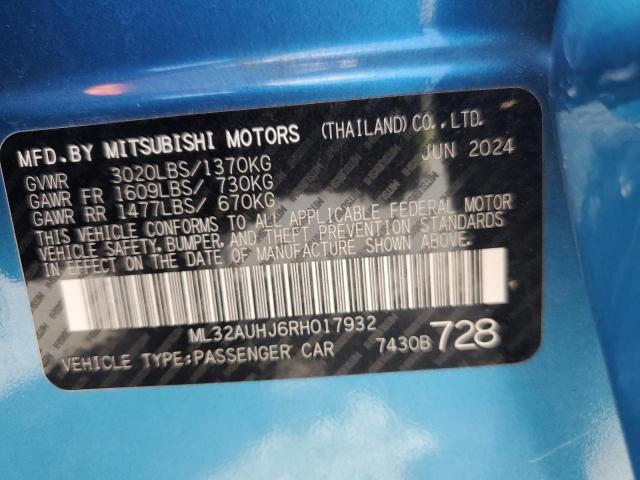 MFD.BY MITSUBISHI MOTORS (THAILAND)CO.,LTD.
GVWR 3020LBS/1370KG JUN 2024
GAWR FR 1609LBS/ 730KG
GAWR RR 1477LBS/ 670KG
THIS VEHICLE CONFORMS TO ALL APPLICABLE FEDERAL MOTOR
VEHICLE SAFETY,BUMPER,AND THEFT PREVENTION STANDARDS
IN EFFECT ON THE DATE OF MANUFACTURE SHOWN ABOVE.
ML32AUHJ6RH017932
VEHICLE TYPE:PASSENGER CAR 7430B 728